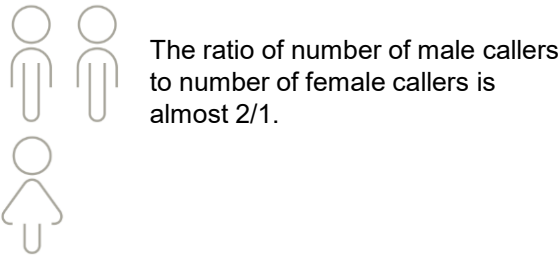 The ratio of number of male callers
to number of female callers is
almost 2/1.